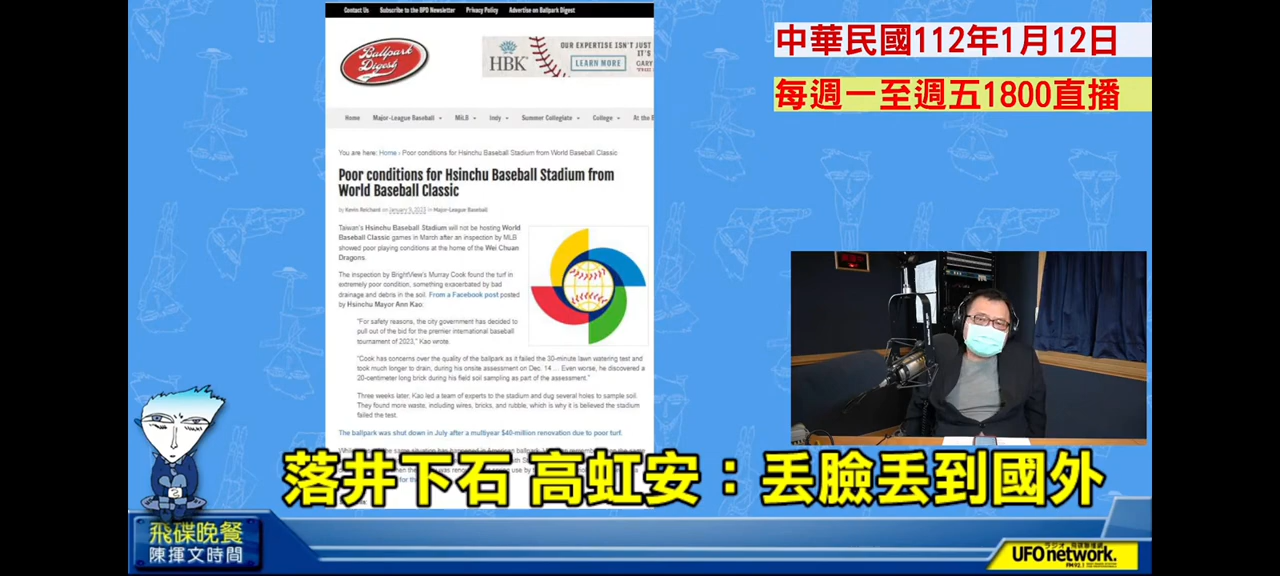 Contact Us Subscribe to the BPD Newsletter Privacy Policy Advertise on Ballpark Digest
Ballpark Digest
HBK
OUR EXPERTISE ISN'T JUST
IT'S
LEARN MORE
GARY
Home Major-League Baseball MiLB Indy Summer Collegiate College At the B
You are here: Home › Poor conditions for Hsinchu Baseball Stadium from World Baseball Classic
Poor conditions for Hsinchu Baseball Stadium from
World Baseball Classic
by Kevin Reichard on January 9, 2023 in Major-League Baseball
Taiwan's Hsinchu Baseball Stadium will not be hosting World
Baseball Classic games in March after an inspection by MLB
showed poor playing conditions at the home of the Wei Chuan
Dragons.
The inspection by BrightView's Murray Cook found the turf in
extremely poor condition, something exacerbated by bad
drainage and debris in the soil. From a Facebook post posted
by Hsinchu Mayor Ann Kao:
"For safety reasons, the city government has decided to
pull out of the bid for the premier international baseball
tournament of 2023," Kao wrote.
"Cook has concerns over the quality of the ballpark as it failed the 30-minute lawn watering test and
took much longer to drain, during his onsite assessment on Dec. 14… Even worse, he discovered a
20-centimeter long brick during his field soil sampling as part of the assessment."
Three weeks later, Kao led a team of experts to the stadium and dug several holes to sample soil.
They found more waste, including wires, bricks, and rubble, which is why it is believed the stadium
failed the test.
The ballpark was shut down in July after a multiyear $40-million renovation due to poor turf.
中華民國112年1月12日
每週一至週五1800直播
落井下石 高虹安：丟臉丟到國外
飛碟晚餐
陳揮文時間
UFO network.
FM92.1